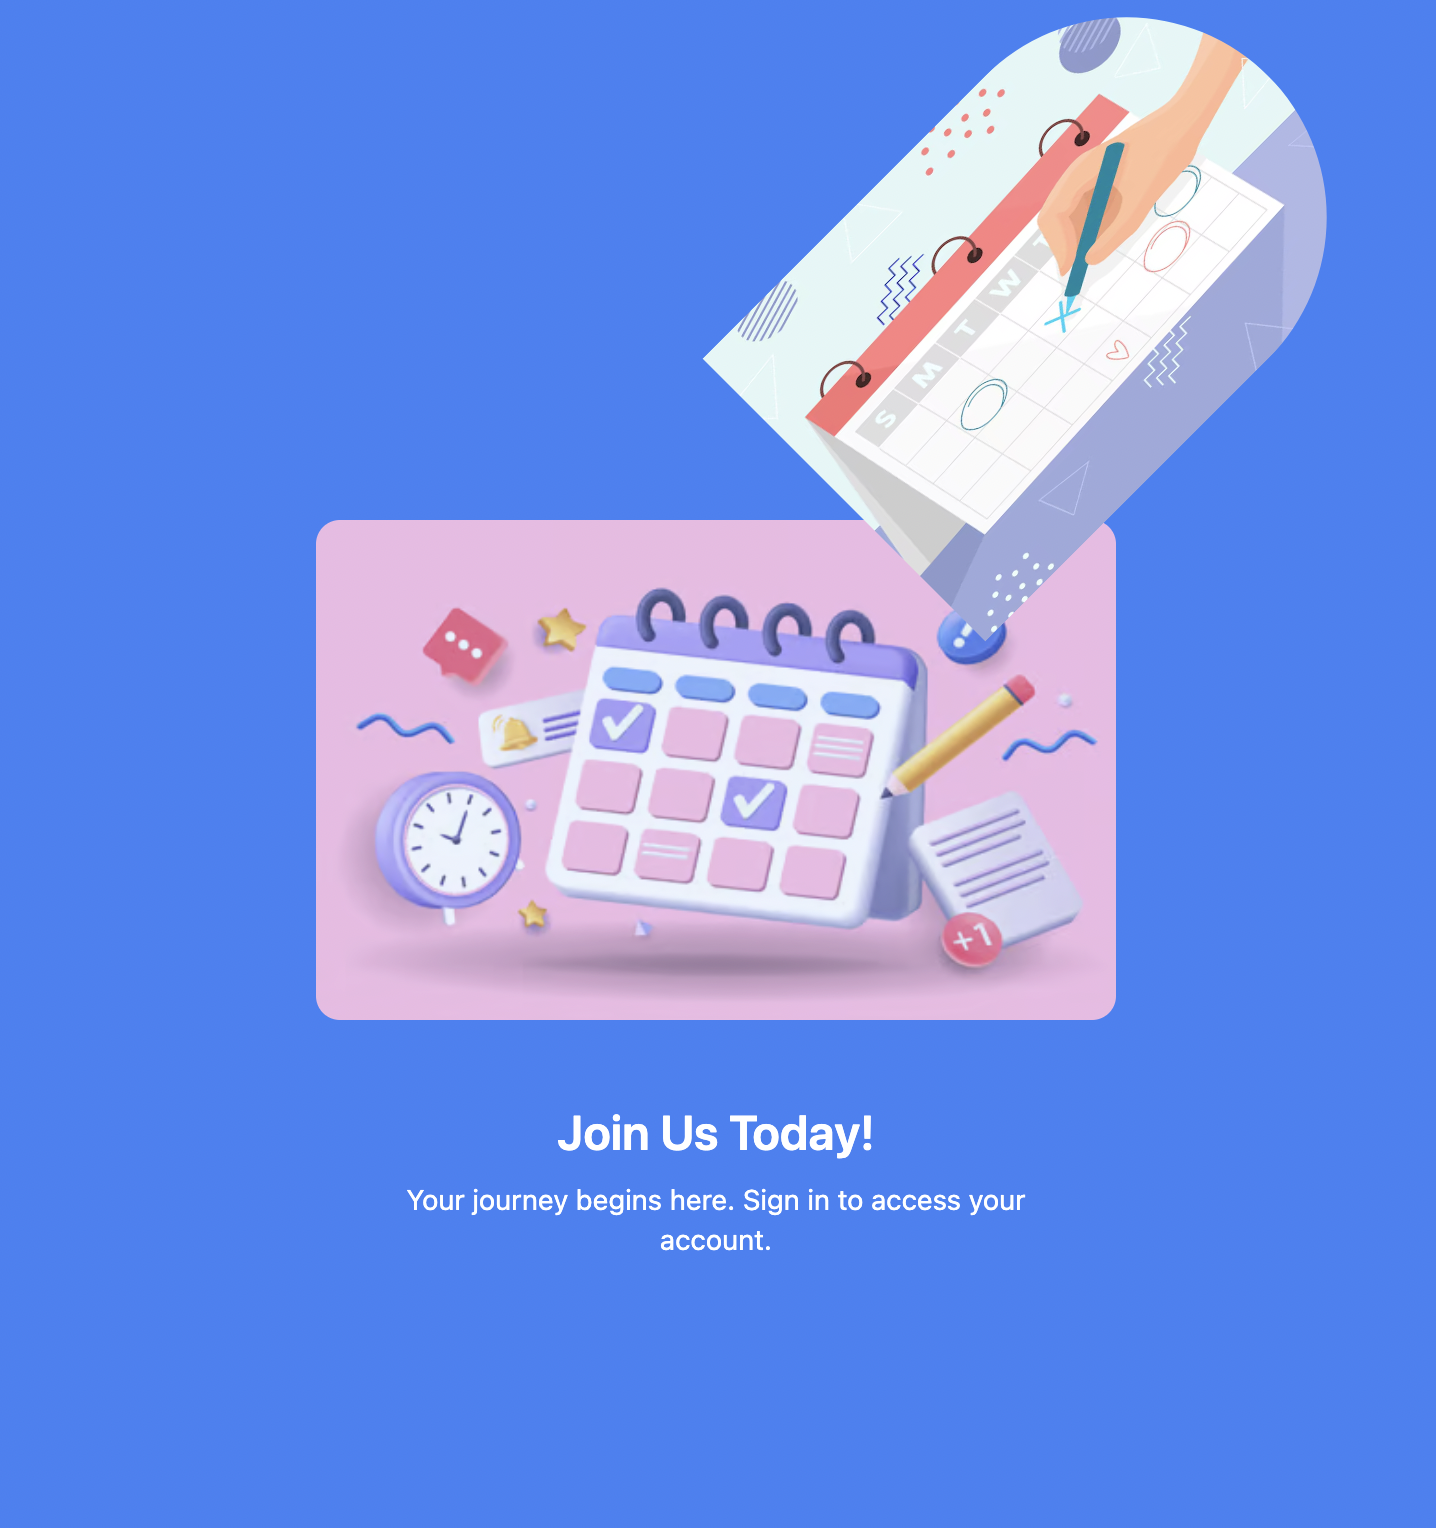 S M T W T
+1
Join Us Today!
Your journey begins here. Sign in to access your
account.